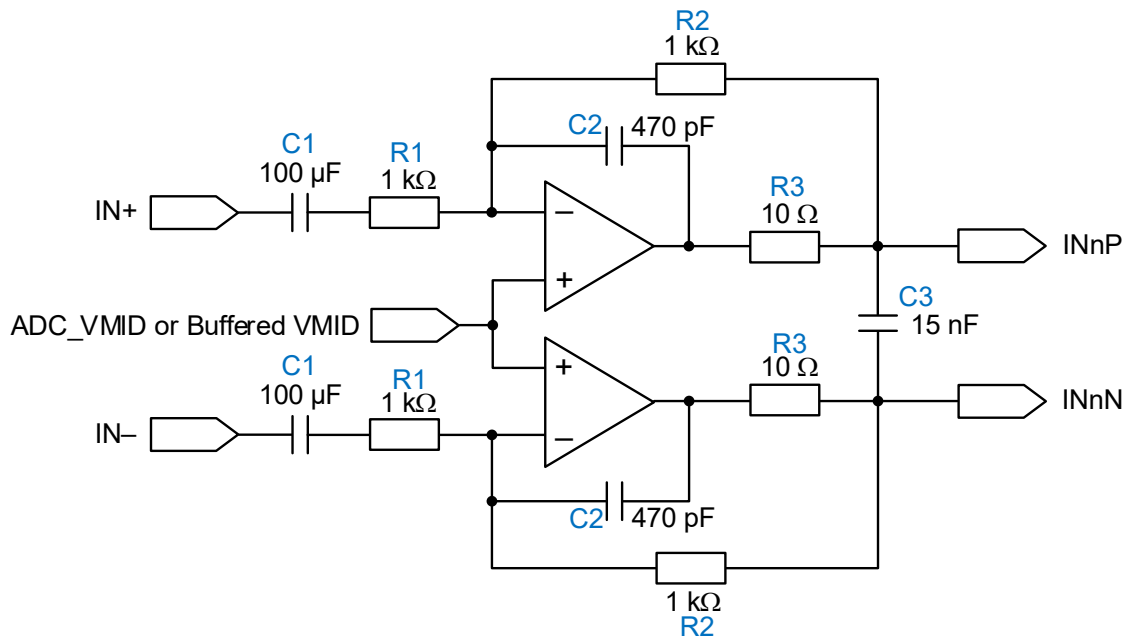 R2
1 kΩ
C2
470 pF
C1
100 µF
R1
1 kΩ
R3
10 Ω
IN+
−
INnP
+
C3
15 nF
ADC_VMID or Buffered VMID
R3
10 Ω
C1
100 µF
R1
1 kΩ
+
INnN
IN–
−
C2
470 pF
1 kΩ
R2